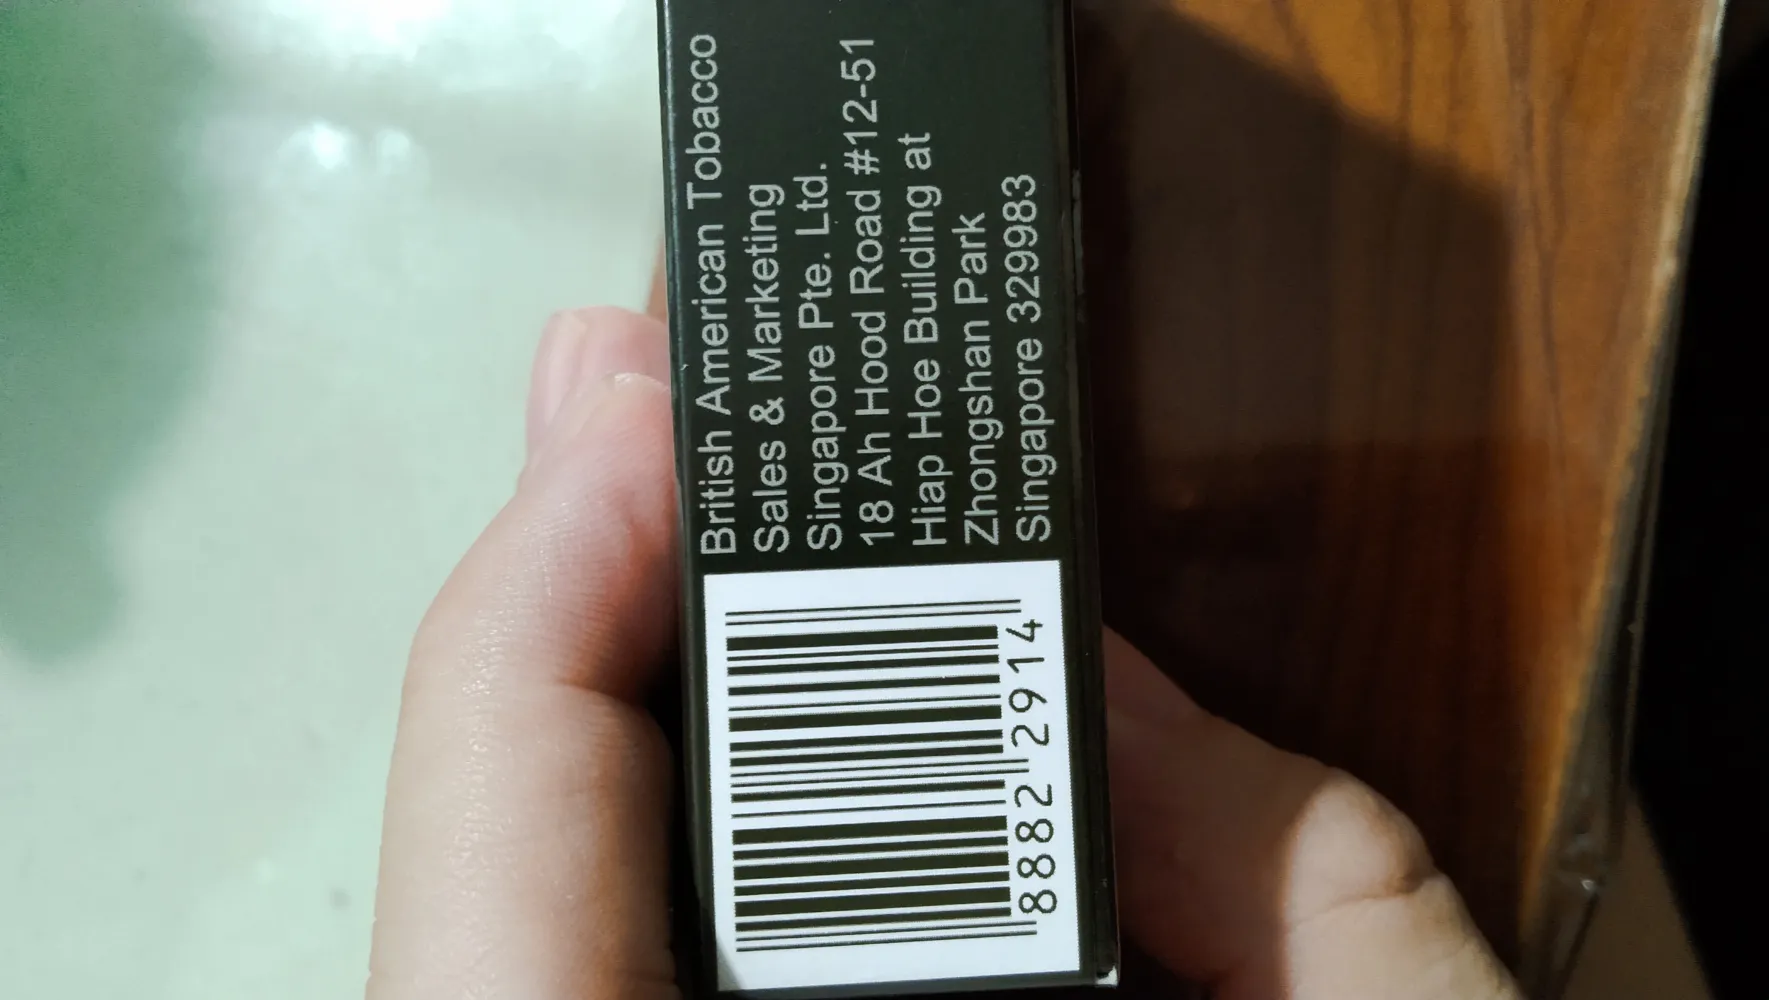 British American Tobacco
Sales & Marketing
Singapore Pte. Ltd.
18 Ah Hood Road #12-51
Hiap Hoe Building at
Zhongshan Park
Singapore 329983
8882 2914